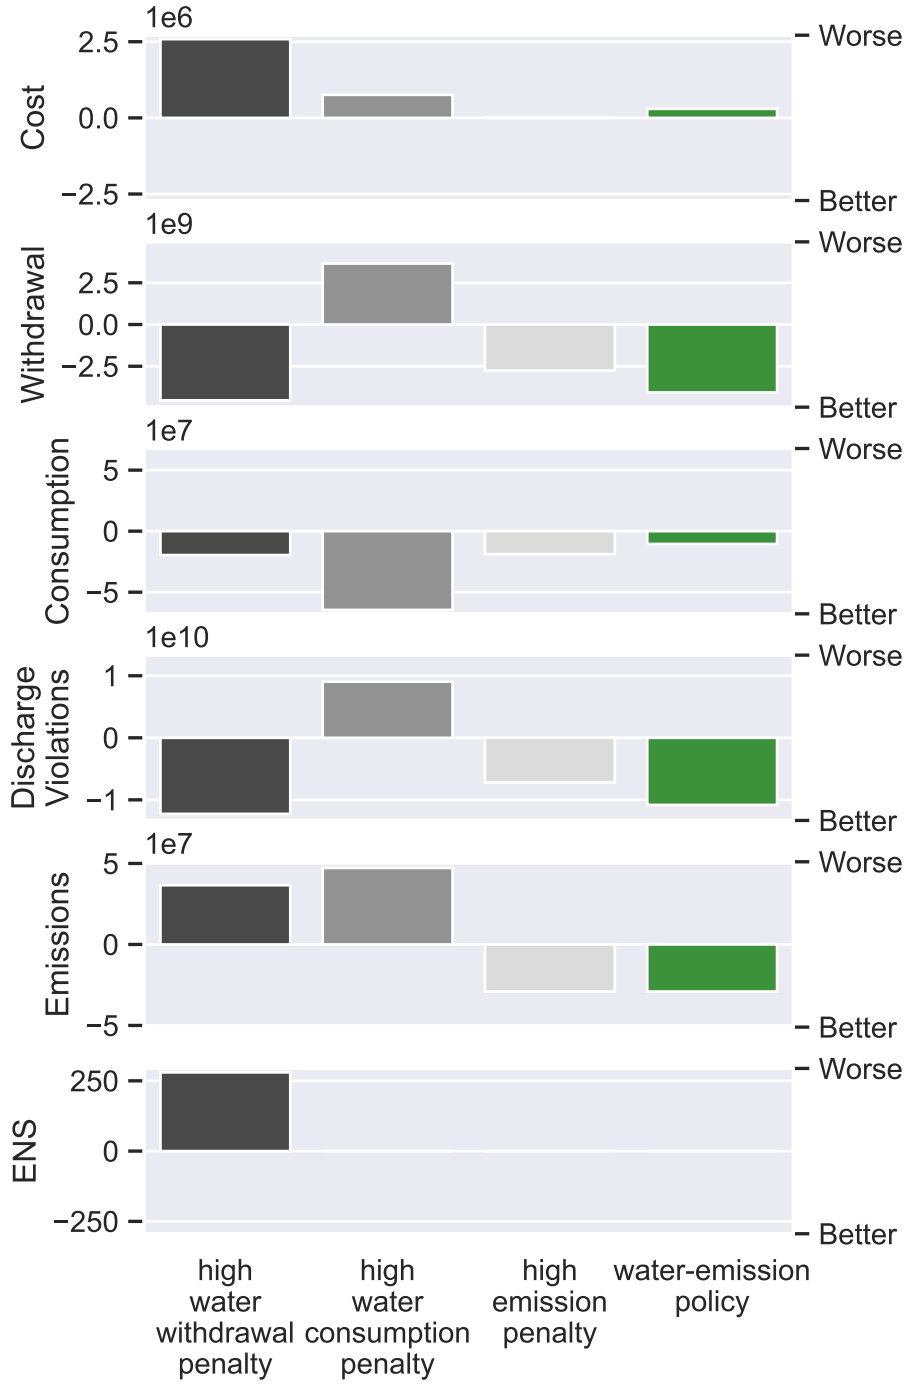 1e6
2.5
0.0
−2.5
Cost
Worse
Better
1e9
2.5
0.0
−2.5
Withdrawal
Worse
Better
1e7
5
0
−5
Consumption
Worse
Better
1e10
1
0
−1
Discharge
Violations
Worse
Better
1e7
5
0
−5
Emissions
Worse
Better
250
0
−250
ENS
Worse
Better
high
water
withdrawal
penalty
high
water
consumption
penalty
high
emission
penalty
water-emission
policy